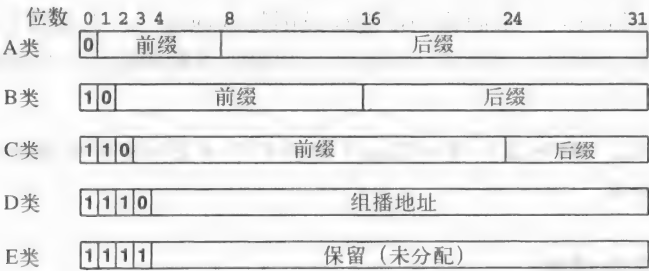 位数 0 1 2 3 4 8 16 24 31
A类 0 前缀 后缀
B类 1 0 前缀 后缀
C类 1 1 0 前缀 后缀
D类 1 1 1 0 组播地址
E类 1 1 1 1 保留（未分配）